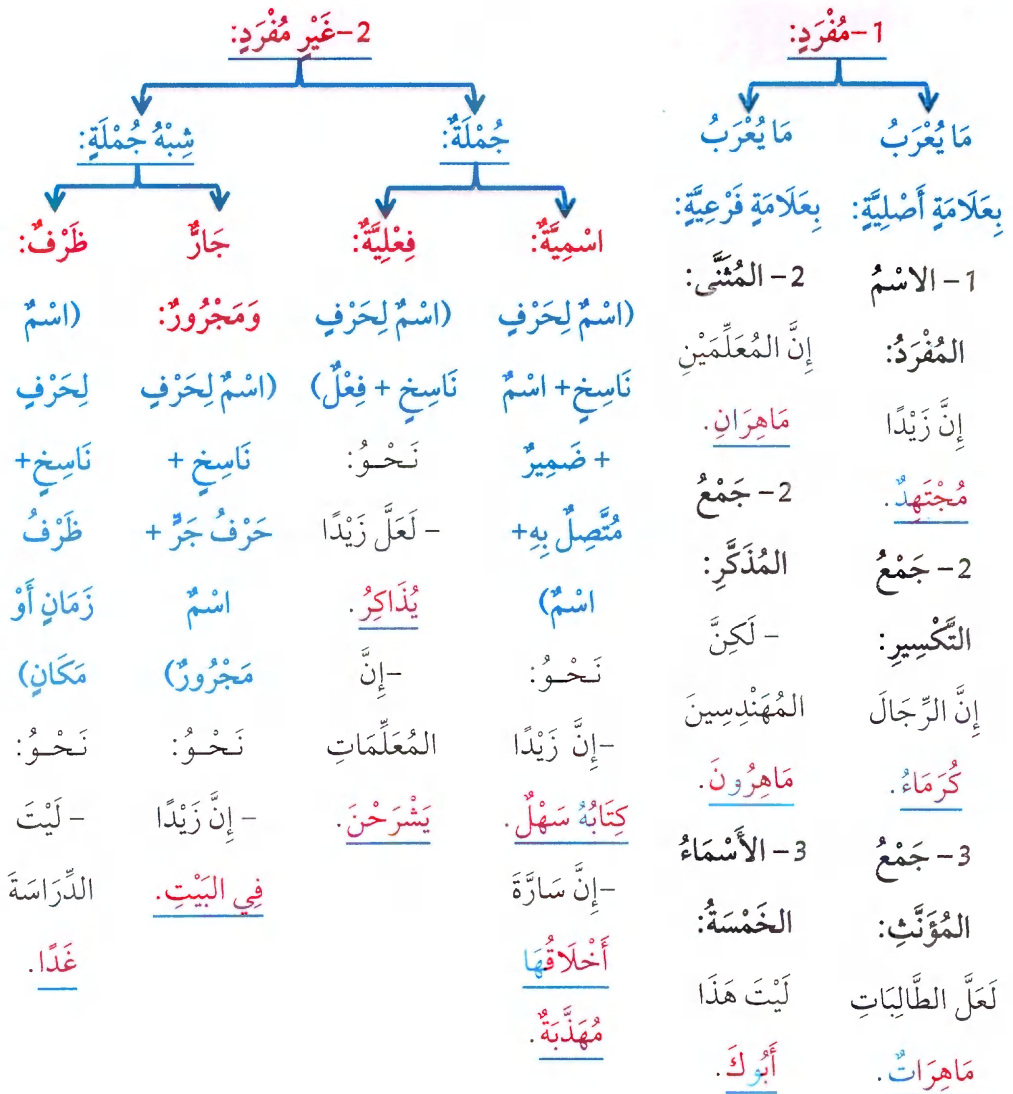 1-مُفْرَدٍ:
مَا يُعْرَبُ
بِعَلَامَةٍ أَصْلِيَّةٍ:
1- الاسْمُ
المُفْرَدُ:
إِنَّ زَيْدًا
مُجْتَهِدٌ.
2- جَمْعُ
التَّكْسِيرِ:
إِنَّ الرِّجَالَ
كُرَمَاءُ.
3- جَمْعُ
المُؤَنَّثِ:
لَعَلَّ الطَّالِبَاتِ
مَاهِرَاتٌ.
مَا يُعْرَبُ
بِعَلَامَةٍ فَرْعِيَّةٍ:
2- المُثَنَّى:
إِنَّ المُعَلِّمَيْنِ
مَاهِرَانِ.
2- جَمْعُ
المُذَكَّرِ:
- لَكِنَّ
المُهَنْدِسِينَ
مَاهِرُونَ.
3- الأَسْمَاءُ
الخَمْسَةُ:
لَيْتَ هَذَا
أَبُوكَ.
2-غَيْرِ مُفْرَدٍ:
جُمْلَةٌ:
اسْمِيَّةٌ:
(اسْمٌ لِحَرْفٍ
نَاسِخٍ+ اسْمٌ
+ ضَمِيرٌ
مُتَّصِلٌ بِهِ+
اسْمٌ)
نَحْوُ:
-إِنَّ زَيْدًا
كِتَابُهُ سَهْلٌ.
-إِنَّ سَارَّةَ
أَخْلَاقُهَا
مُهَذَّبَةٌ.
فِعْلِيَّةٌ:
(اسْمٌ لِحَرْفٍ
نَاسِخٍ + فِعْلٌ)
نَحْوُ:
- لَعَلَّ زَيْدًا
يُذَاكِرُ.
-إِنَّ
المُعَلِّمَاتِ
يَشْرَحْنَ.
شِبْهُ جُمْلَةٍ:
جَارٌّ
وَمَجْرُورٌ:
(اسْمٌ لِحَرْفٍ
نَاسِخٍ +
حَرْفُ جَرٍّ +
اسْمٌ
مَجْرُورٌ)
نَحْوُ:
- إِنَّ زَيْدًا
فِي البَيْتِ.
ظَرْفٌ:
(اسْمٌ
لِحَرْفٍ
نَاسِخٍ+
ظَرْفُ
زَمَانٍ أَوْ
مَكَانٍ)
نَحْوُ:
- لَيْتَ
الدِّرَاسَةَ
غَدًا.